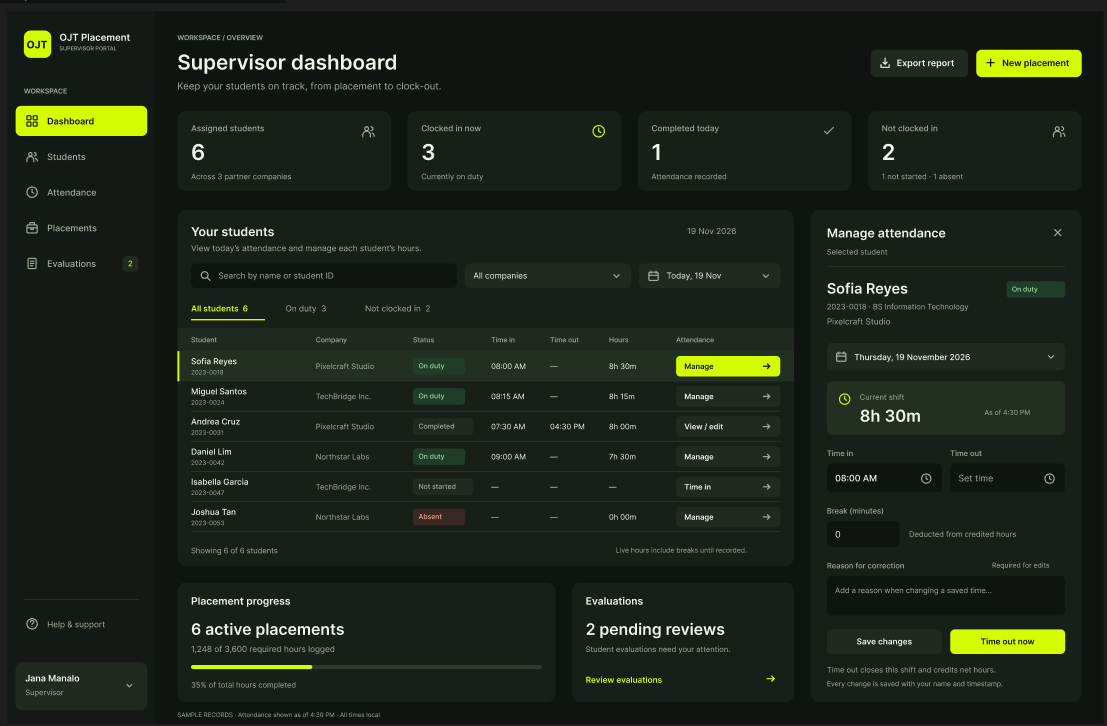 OJT
OJT Placement
SUPERVISOR PORTAL
WORKSPACE
Dashboard
Students
Attendance
Placements
Evaluations 2
Help & support
Jana Manalo
Supervisor
WORKSPACE / OVERVIEW
Supervisor dashboard
Keep your students on track, from placement to clock-out.
Export report
New placement
Assigned students
6
Across 3 partner companies
Clocked in now
3
Currently on duty
Completed today
1
Attendance recorded
Not clocked in
2
1 not started · 1 absent
Your students
19 Nov 2026
View today's attendance and manage each student's hours.
Search by name or student ID
All companies
Today, 19 Nov
All students 6
On duty 3
Not clocked in 2
Student Company Status Time in Time out Hours Attendance
Sofia Reyes Pixelcraft Studio On duty 08:00 AM — 8h 30m Manage
2023-0018
Miguel Santos TechBridge Inc. On duty 08:15 AM — 8h 15m Manage
2023-0024
Andrea Cruz Pixelcraft Studio Completed 07:30 AM 04:30 PM 8h 00m View / edit
2023-0031
Daniel Lim Northstar Labs On duty 09:00 AM — 7h 30m Manage
2023-0042
Isabella Garcia TechBridge Inc. Not started — — — Time in
2023-0047
Joshua Tan Northstar Labs Absent — — 0h 00m Manage
2023-0053
Showing 6 of 6 students
Live hours include breaks until recorded.
Placement progress
6 active placements
1,248 of 3,600 required hours logged
35% of total hours completed
Evaluations
2 pending reviews
Student evaluations need your attention.
Review evaluations
SAMPLE RECORDS · Attendance shown as of 4:30 PM · All times local
Manage attendance
Selected student
Sofia Reyes
On duty
2023-0018 · BS Information Technology
Pixelcraft Studio
Thursday, 19 November 2026
Current shift
8h 30m
As of 4:30 PM
Time in Time out
08:00 AM Set time
Break (minutes)
0
Deducted from credited hours
Reason for correction
Required for edits
Add a reason when changing a saved time...
Save changes
Time out now
Time out closes this shift and credits net hours.
Every change is saved with your name and timestamp.